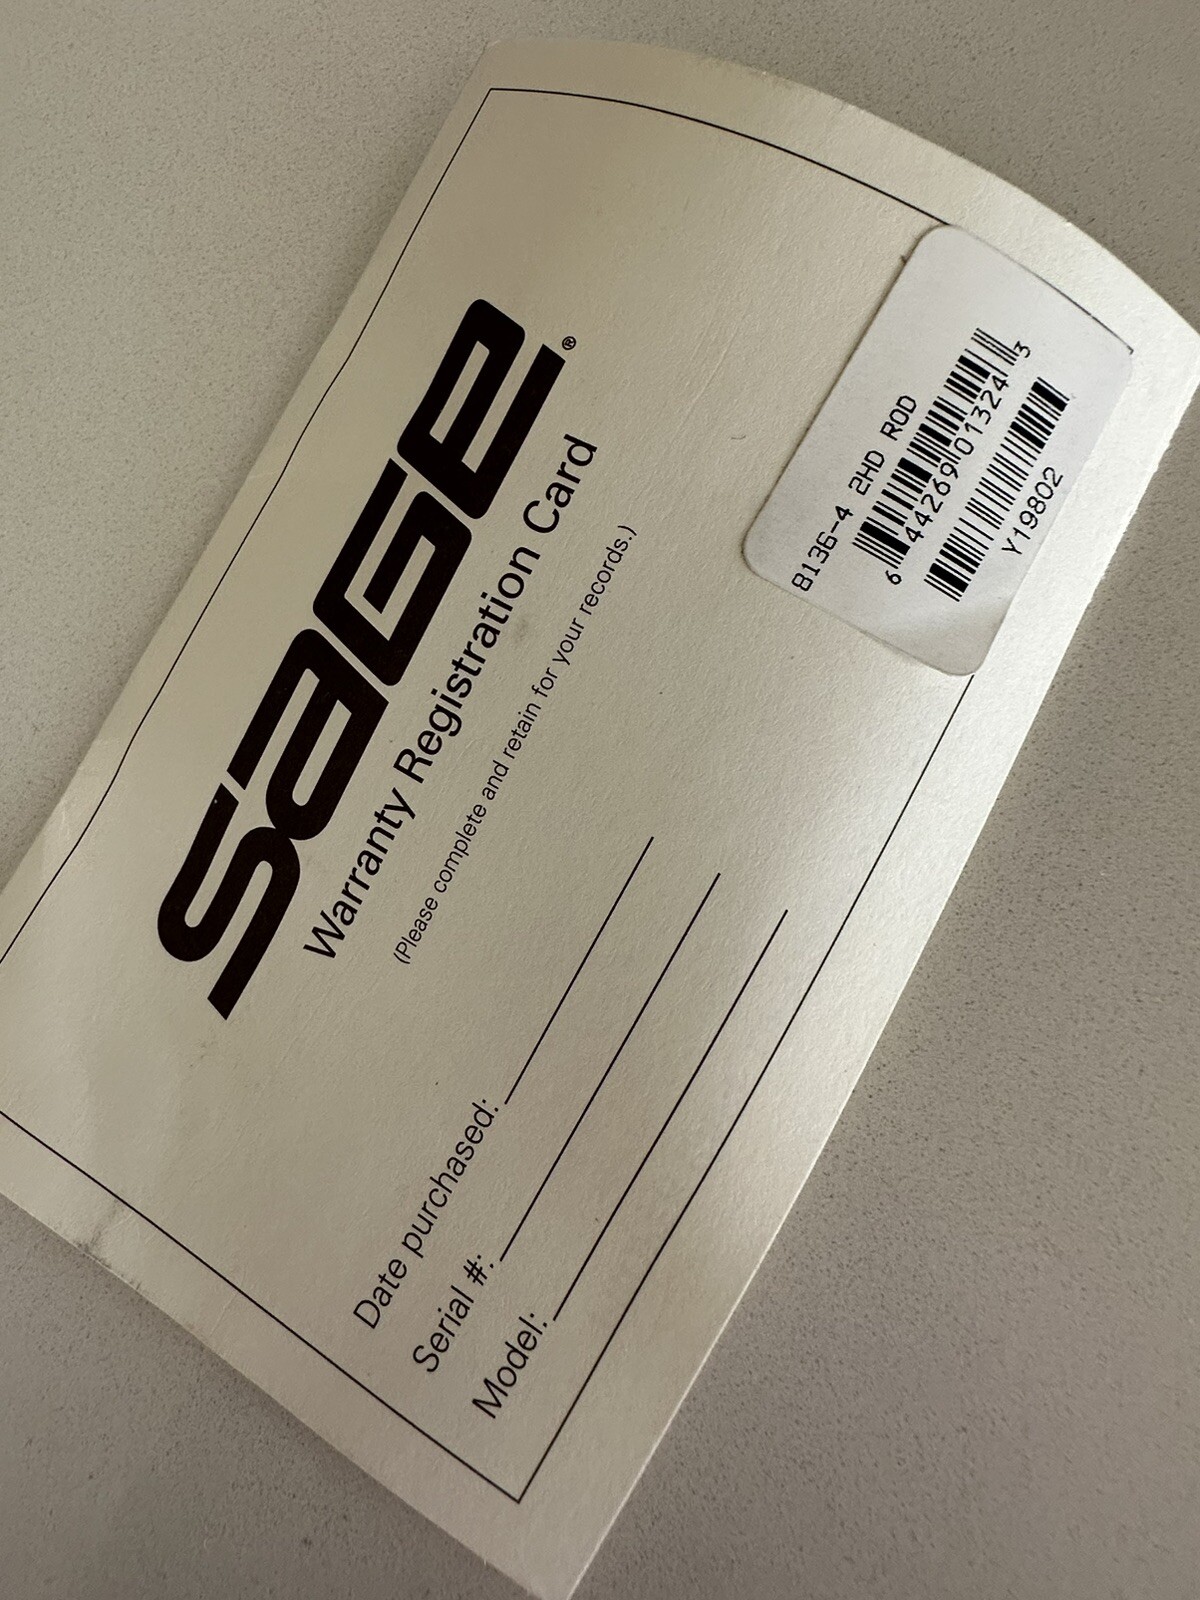 SAGE®
Warranty Registration Card
(Please complete and retain for your records.)
Date purchased:
Serial #:
Model:
8136-4 2HD ROD
6 44269 01324 3
Y19802